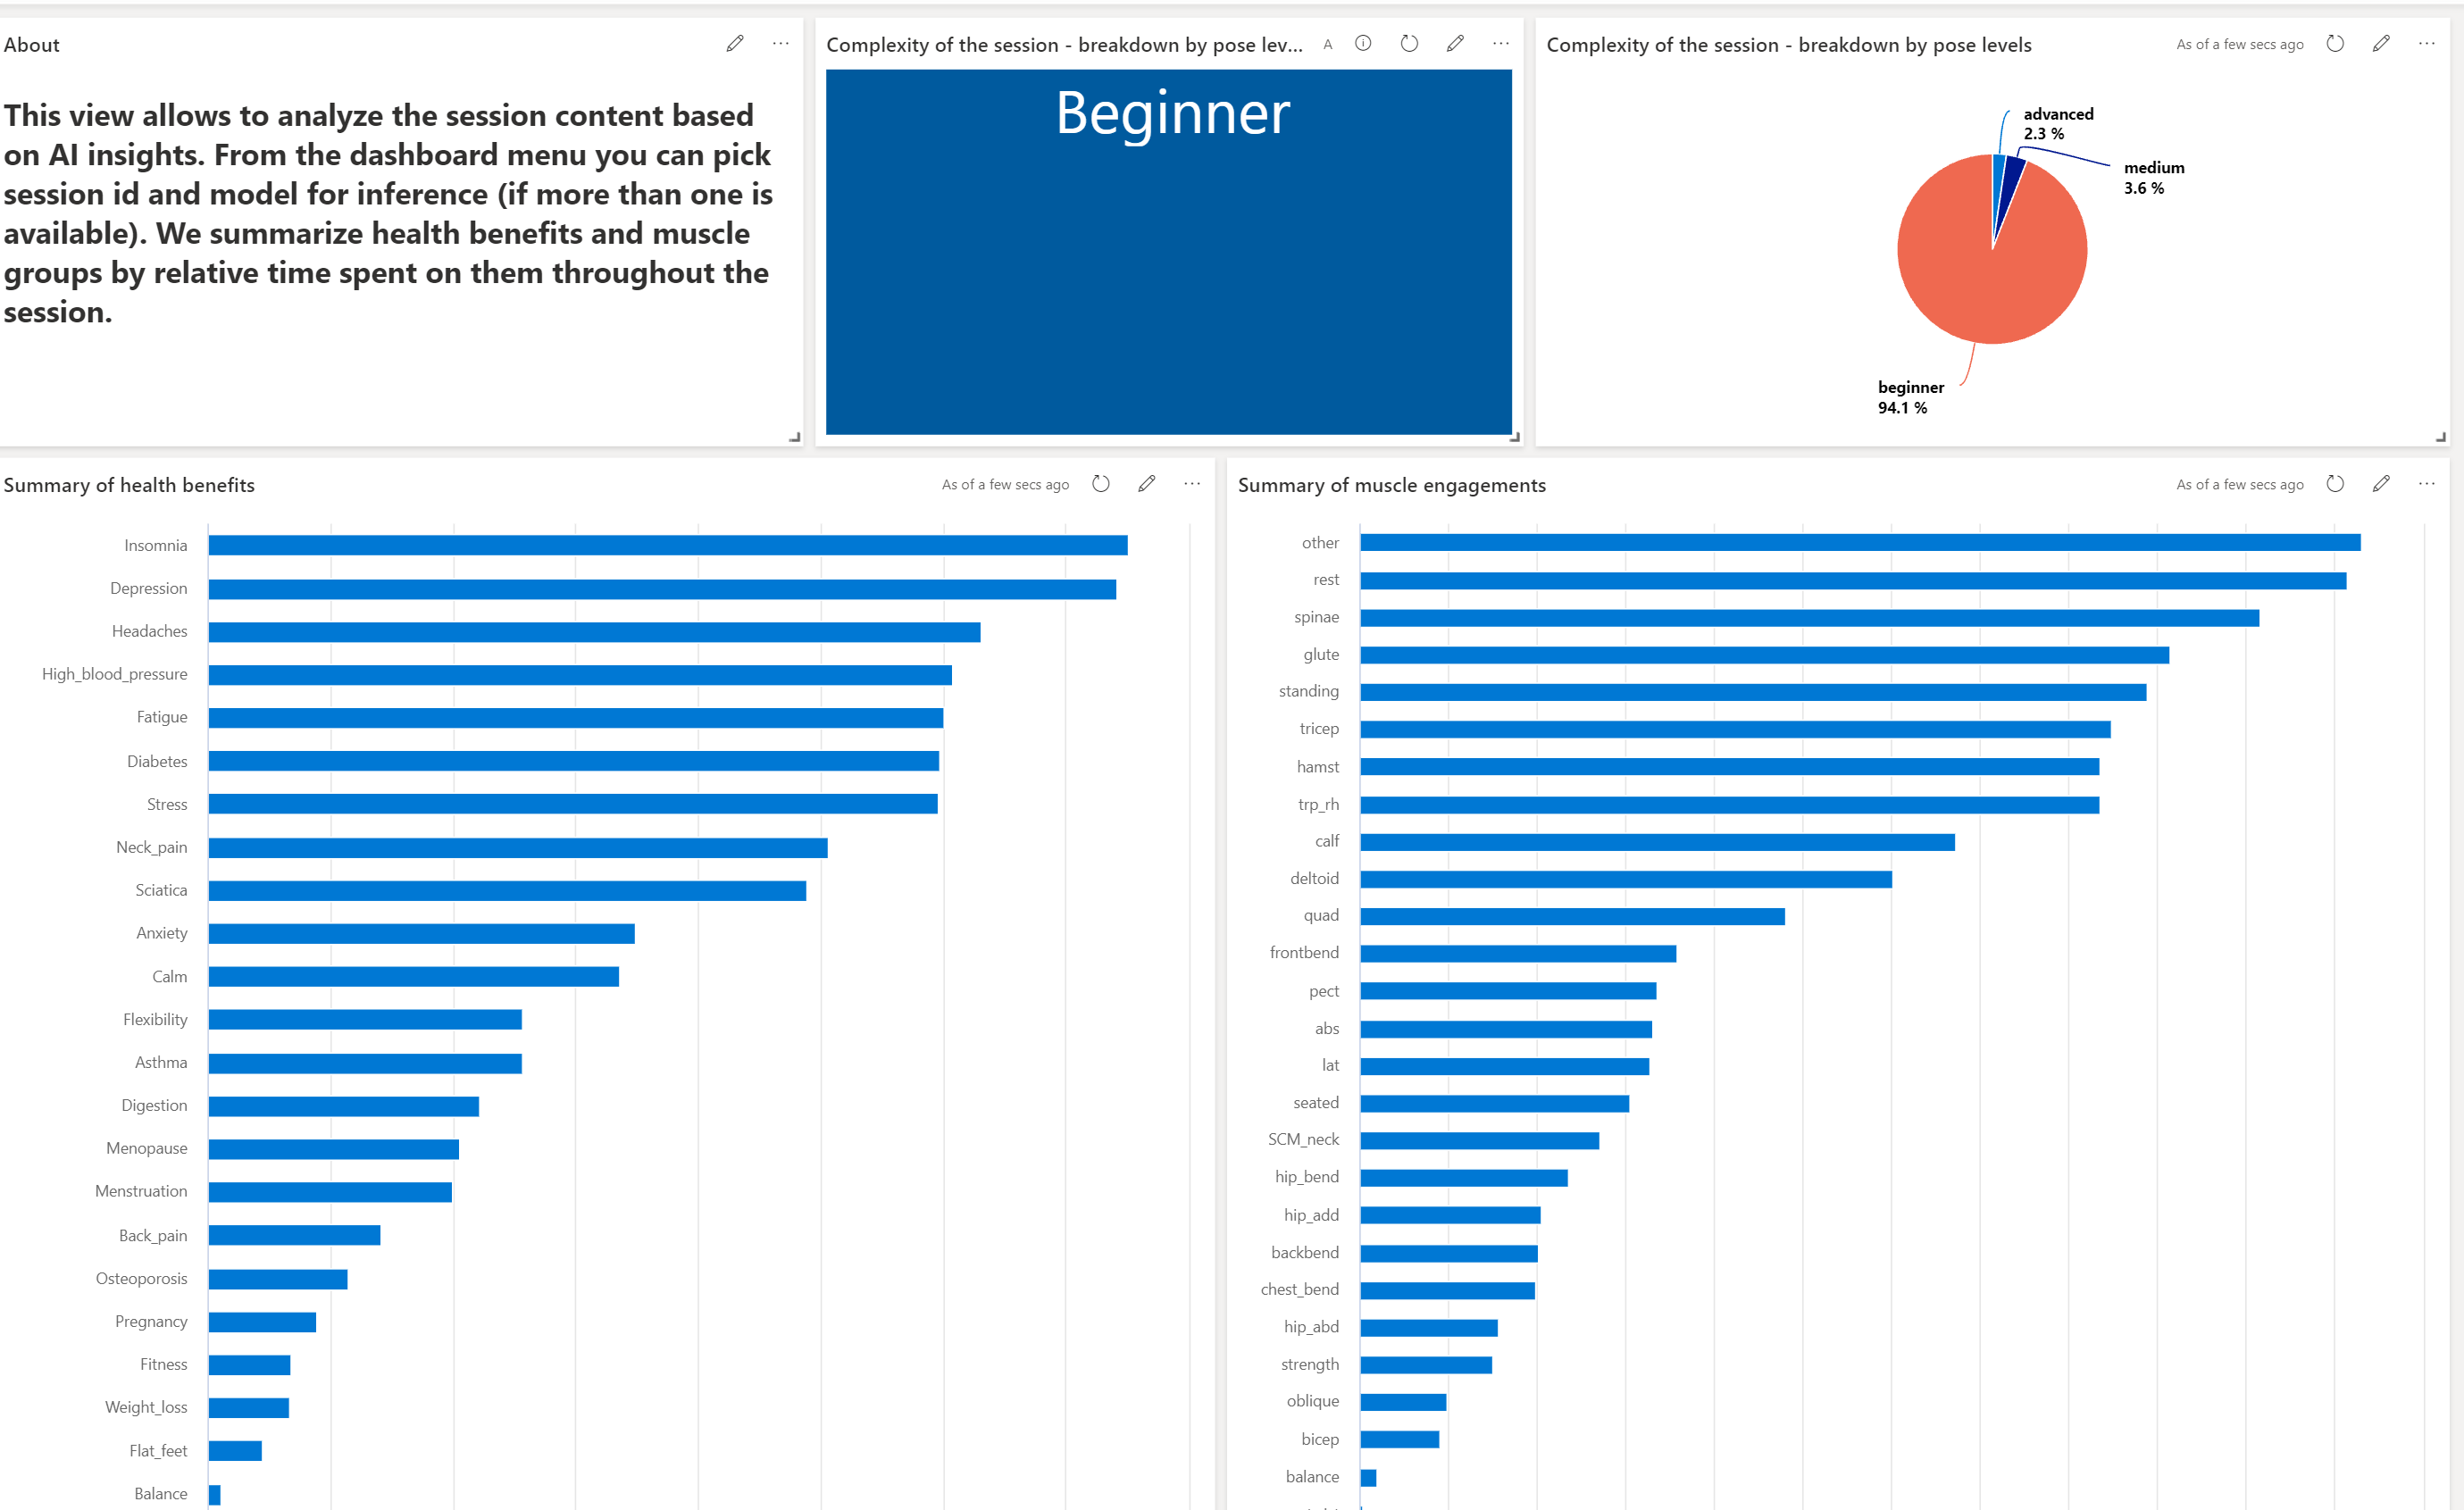 About
This view allows to analyze the session content based
on AI insights. From the dashboard menu you can pick
session id and model for inference (if more than one is
available). We summarize health benefits and muscle
groups by relative time spent on them throughout the
session.
Complexity of the session - breakdown by pose lev...
A
Beginner
Complexity of the session - breakdown by pose levels
As of a few secs ago
advanced
2.3 %
medium
3.6 %
beginner
94.1 %
Summary of health benefits
As of a few secs ago
Insomnia
Depression
Headaches
High_blood_pressure
Fatigue
Diabetes
Stress
Neck_pain
Sciatica
Anxiety
Calm
Flexibility
Asthma
Digestion
Menopause
Menstruation
Back_pain
Osteoporosis
Pregnancy
Fitness
Weight_loss
Flat_feet
Balance
Summary of muscle engagements
As of a few secs ago
other
rest
spinae
glute
standing
tricep
hamst
trp_rh
calf
deltoid
quad
frontbend
pect
abs
lat
seated
SCM_neck
hip_bend
hip_add
backbend
chest_bend
hip_abd
strength
oblique
bicep
balance